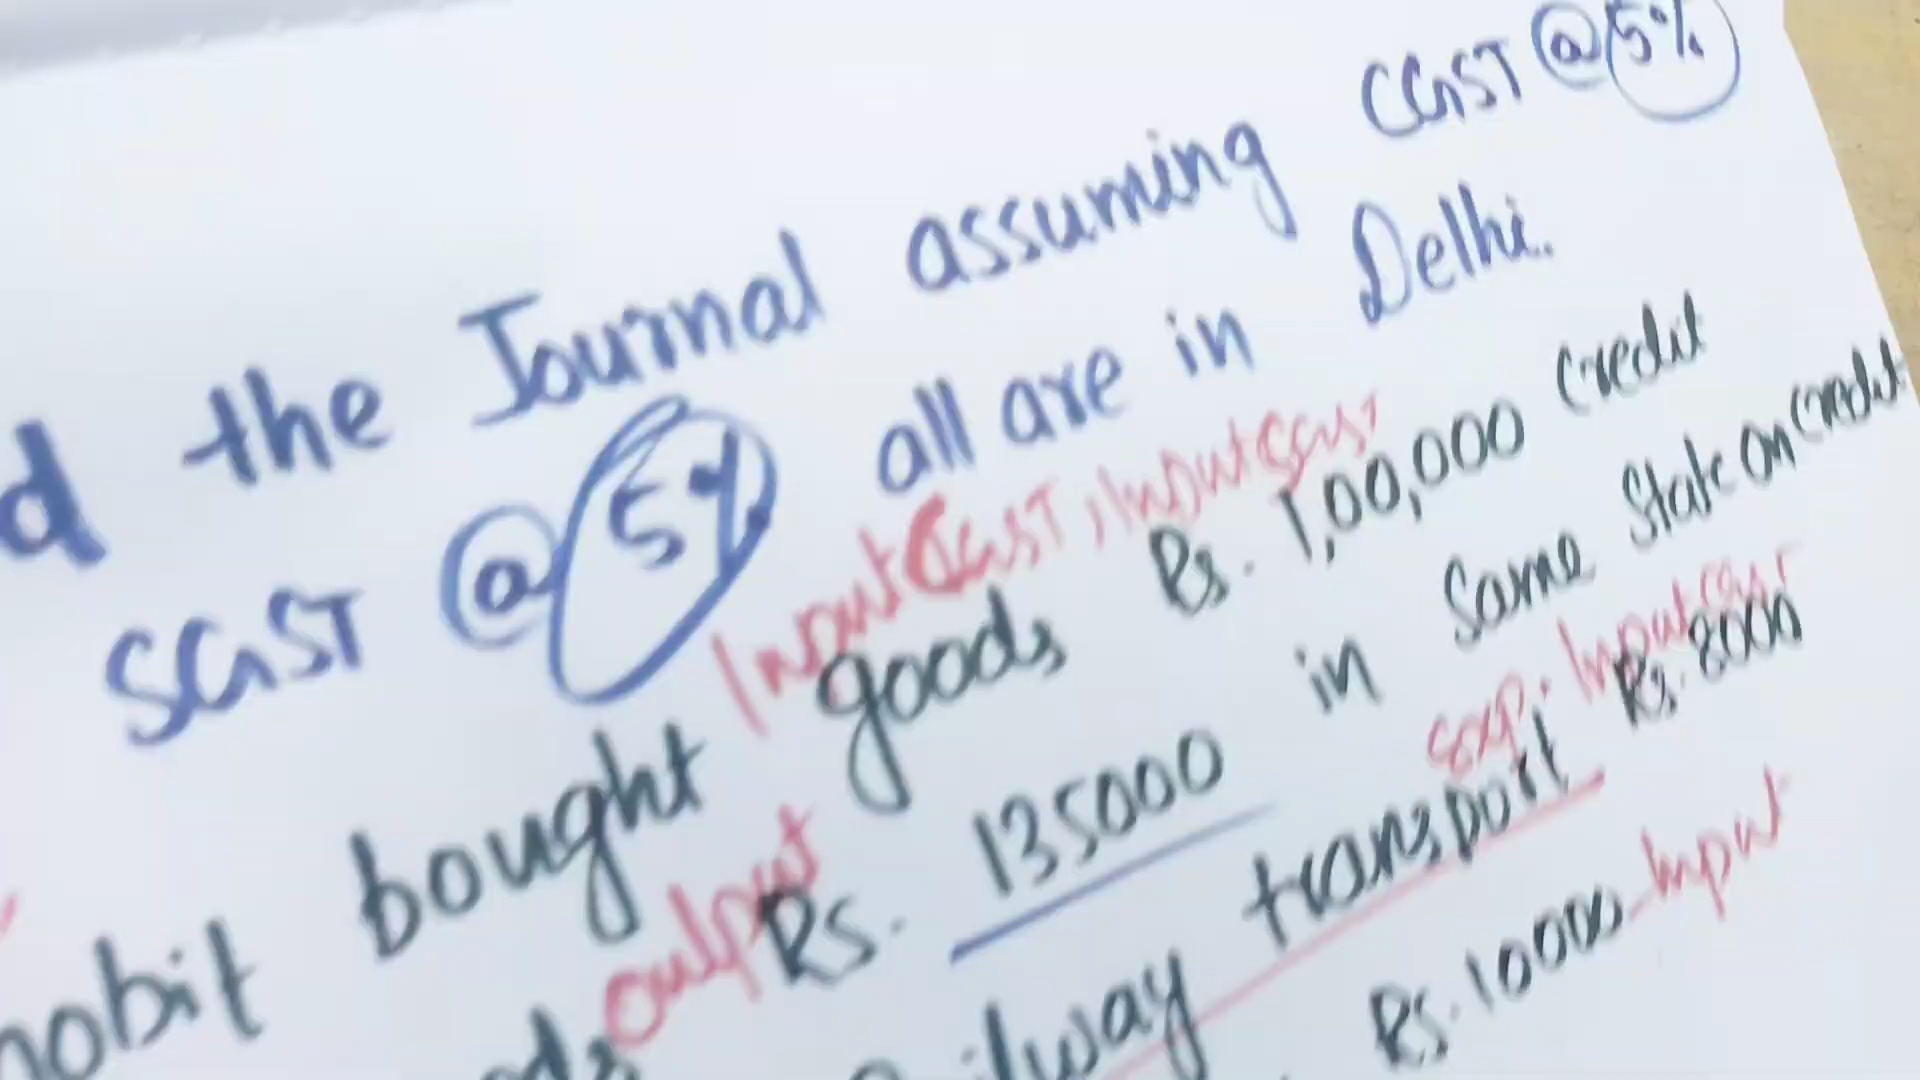 the Journal assuming CGST @ 5%
SGST @ 5% all are in Delhi.
Input CGST, Input SGST
bought goods Rs. 1,00,000 Credit
output
Rs. 135000 in Same State on Credit
exp. Input CGST
transport Rs. 8000
Rs. 10000 Input